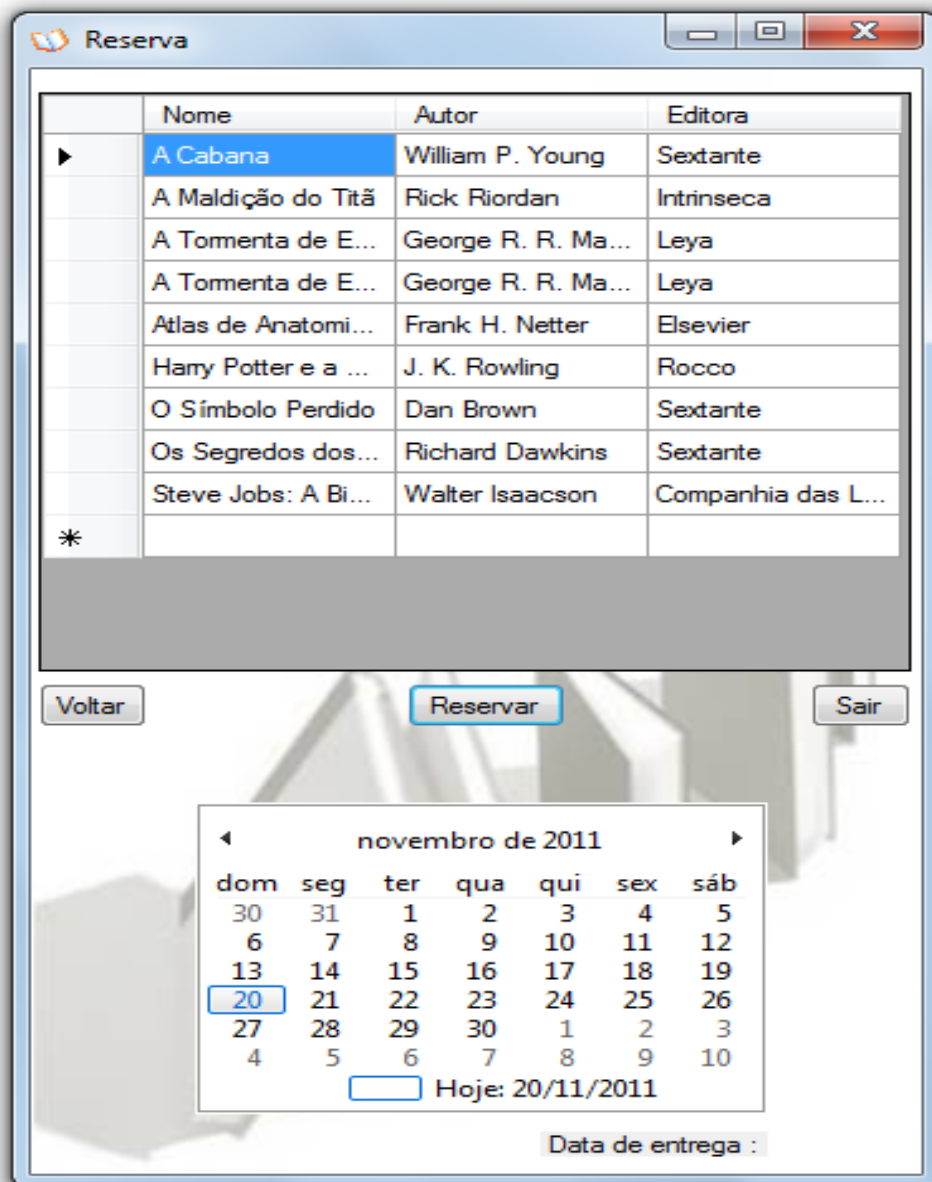 Reserva
Nome Autor Editora
A Cabana William P. Young Sextante
A Maldição do Titã Rick Riordan Intrinseca
A Tormenta de E... George R. R. Ma... Leya
A Tormenta de E... George R. R. Ma... Leya
Atlas de Anatomi... Frank H. Netter Elsevier
Harry Potter e a ... J. K. Rowling Rocco
O Símbolo Perdido Dan Brown Sextante
Os Segredos dos... Richard Dawkins Sextante
Steve Jobs: A Bi... Walter Isaacson Companhia das L...
Voltar Reservar Sair
novembro de 2011
dom seg ter qua qui sex sáb
30 31 1 2 3 4 5
6 7 8 9 10 11 12
13 14 15 16 17 18 19
20 21 22 23 24 25 26
27 28 29 30 1 2 3
4 5 6 7 8 9 10
Hoje: 20/11/2011
Data de entrega :